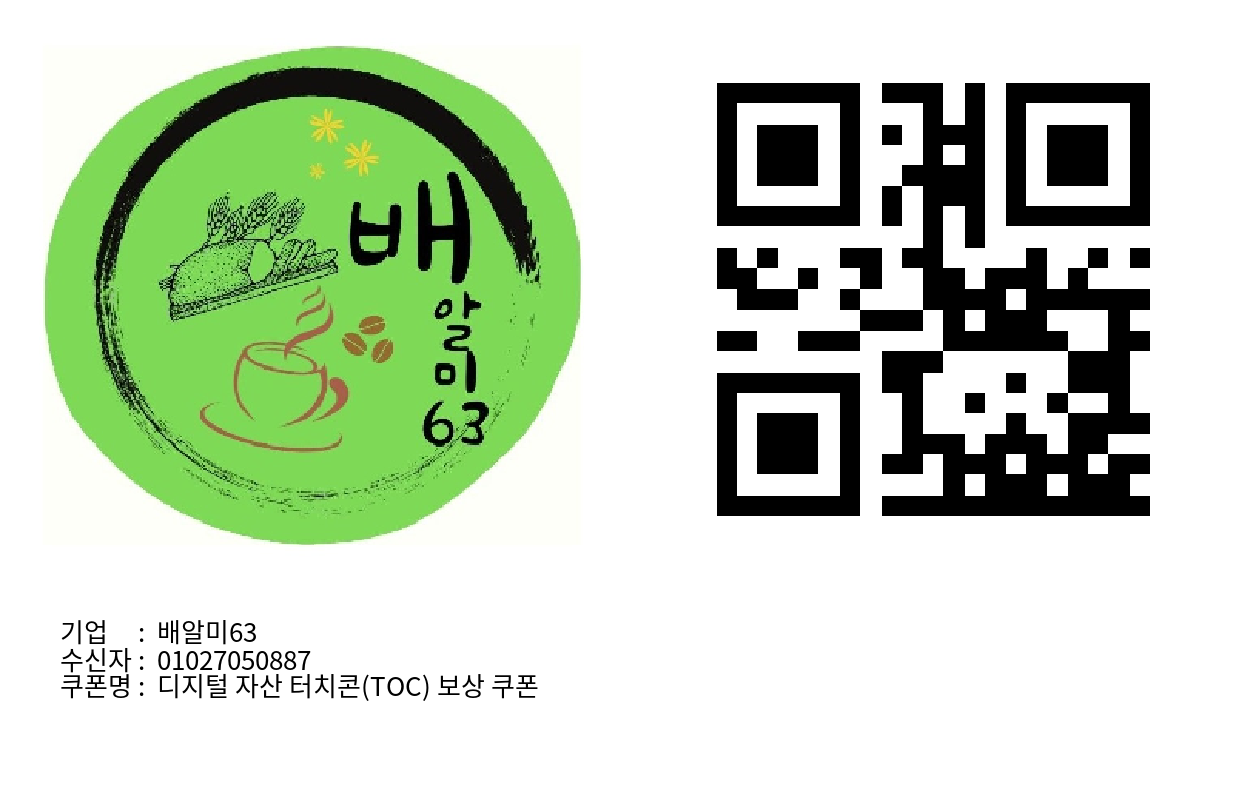 배
알
미
63
기업 : 배알미63
수신자 : 01027050887
쿠폰명 : 디지털 자산 터치콘(TOC) 보상 쿠폰